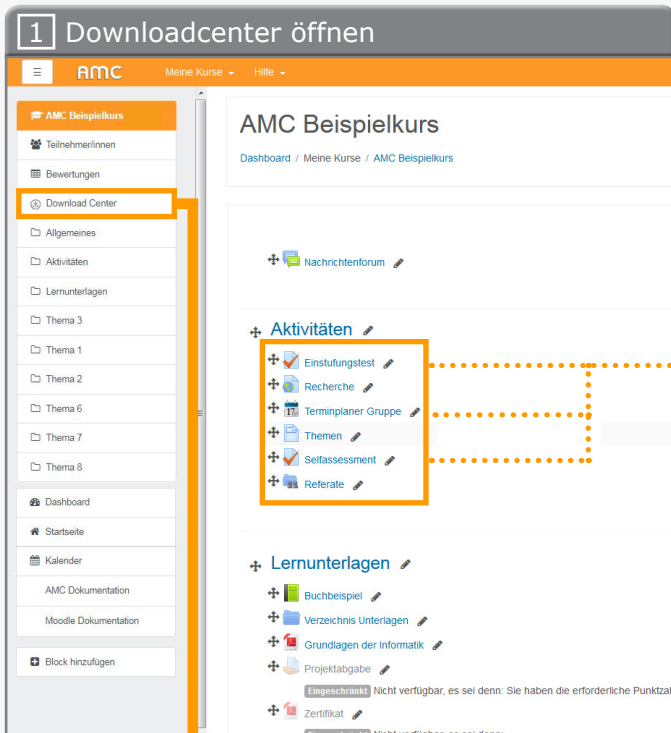 1 Downloadcenter öffnen
AMC Meine Kurse Hilfe
AMC Beispielkurs
Teilnehmer/innen
Bewertungen
Download Center
Allgemeines
Aktivitäten
Lernunterlagen
Thema 3
Thema 1
Thema 2
Thema 6
Thema 7
Thema 8
Dashboard
Startseite
Kalender
AMC Dokumentation
Moodle Dokumentation
Block hinzufügen
AMC Beispielkurs
Dashboard / Meine Kurse / AMC Beispielkurs
Nachrichtenforum
Aktivitäten
Einstufungstest
Recherche
17 Terminplaner Gruppe
Themen
Selfassessment
Referate
Lernunterlagen
Buchbeispiel
Verzeichnis Unterlagen
Grundlagen der Informatik
Projektabgabe
Eingeschränkt Nicht verfügbar, es sei denn: Sie haben die erforderliche
Zertifikat